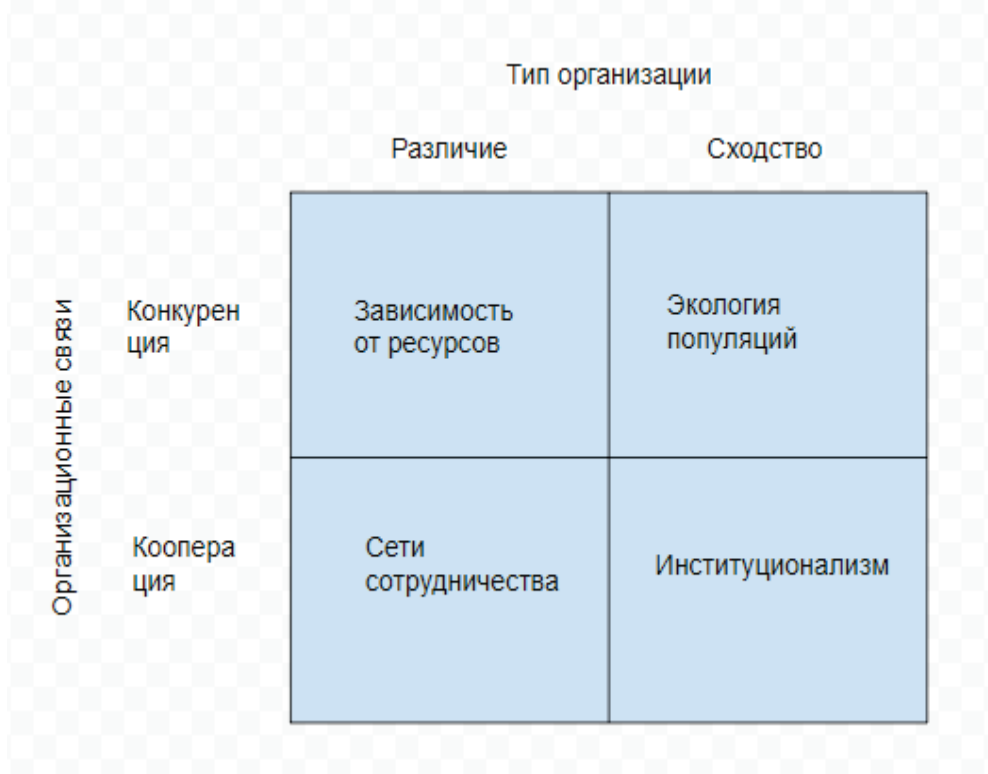 Тип организации
Различие
Сходство
Организационные связи
Конкурен
ция
Зависимость
от ресурсов
Экология
популяций
Коопера
ция
Сети
сотрудничества
Институционализм